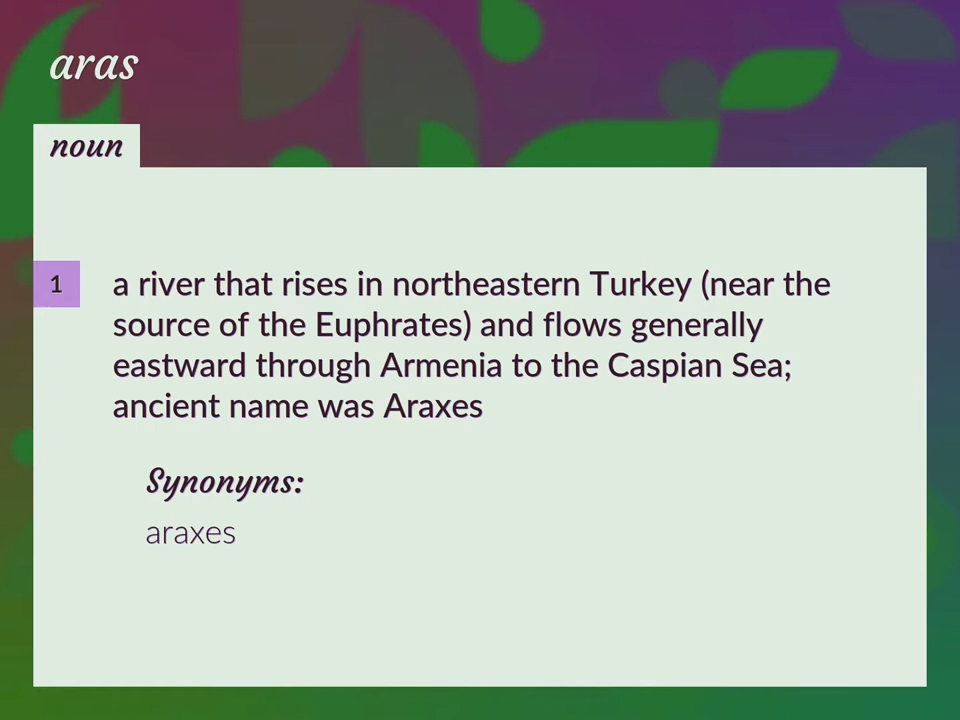 aras
noun
1
a river that rises in northeastern Turkey (near the
source of the Euphrates) and flows generally
eastward through Armenia to the Caspian Sea;
ancient name was Araxes
Synonyms:
araxes